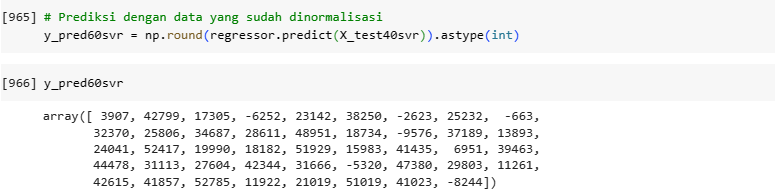 [965] # Prediksi dengan data yang sudah dinormalisasi
y_pred60svr = np.round(regressor.predict(X_test40svr)).astype(int)
[966] y_pred60svr
array([ 3907, 42799, 17305, -6252, 23142, 38250, -2623, 25232, -663,
32370, 25806, 34687, 28611, 48951, 18734, -9576, 37189, 13893,
24041, 52417, 19990, 18182, 51929, 15983, 41435, 6951, 39463,
44478, 31113, 27604, 42344, 31666, -5320, 47380, 29803, 11261,
42615, 41857, 52785, 11922, 21019, 51019, 41023, -8244])